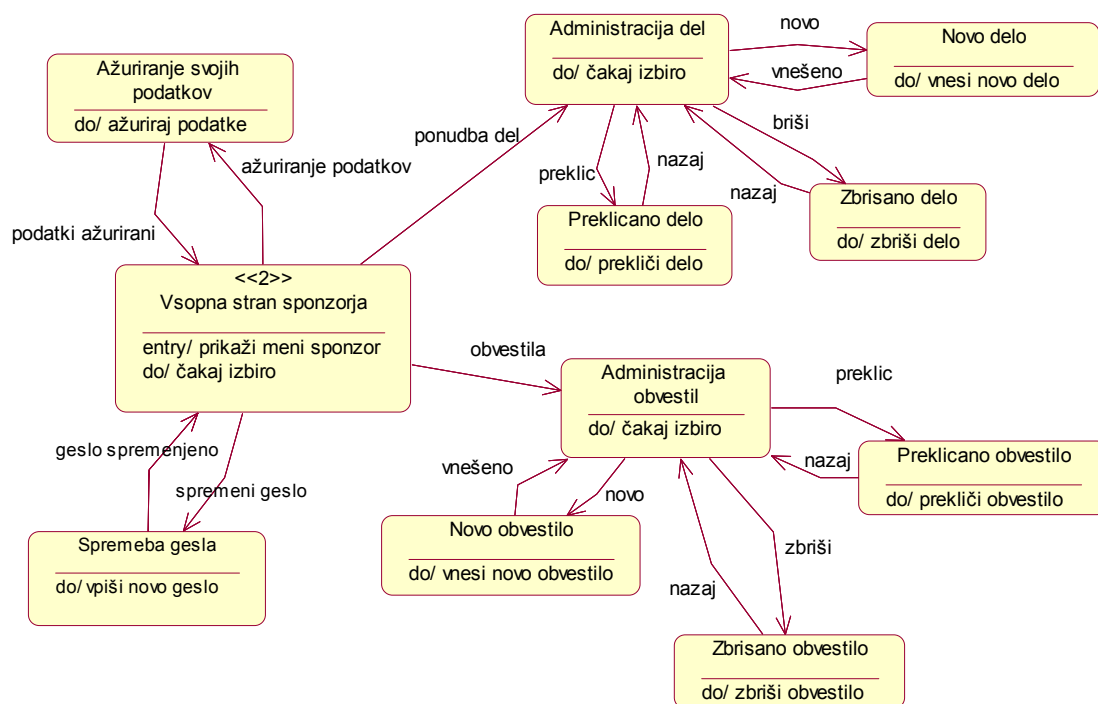 Administracija del
do/ čakaj izbiro
novo
vnešeno
Novo delo
do/ vnesi novo delo
Ažuriranje svojih
podatkov
do/ ažuriraj podatke
ponudba del
briši
nazaj
preklic
nazaj
ažuriranje podatkov
Zbrisano delo
do/ zbriši delo
Preklicano delo
do/ prekliči delo
podatki ažurirani
<<2>>
Vsopna stran sponzorja
entry/ prikaži meni sponzor
do/ čakaj izbiro
obvestila
Administracija
obvestil
do/ čakaj izbiro
preklic
nazaj
Preklicano obvestilo
do/ prekliči obvestilo
geslo spremenjeno
spremeni geslo
vnešeno
novo
Novo obvestilo
do/ vnesi novo obvestilo
Spremeba gesla
do/ vpiši novo geslo
zbriši
nazaj
Zbrisano obvestilo
do/ zbriši obvestilo